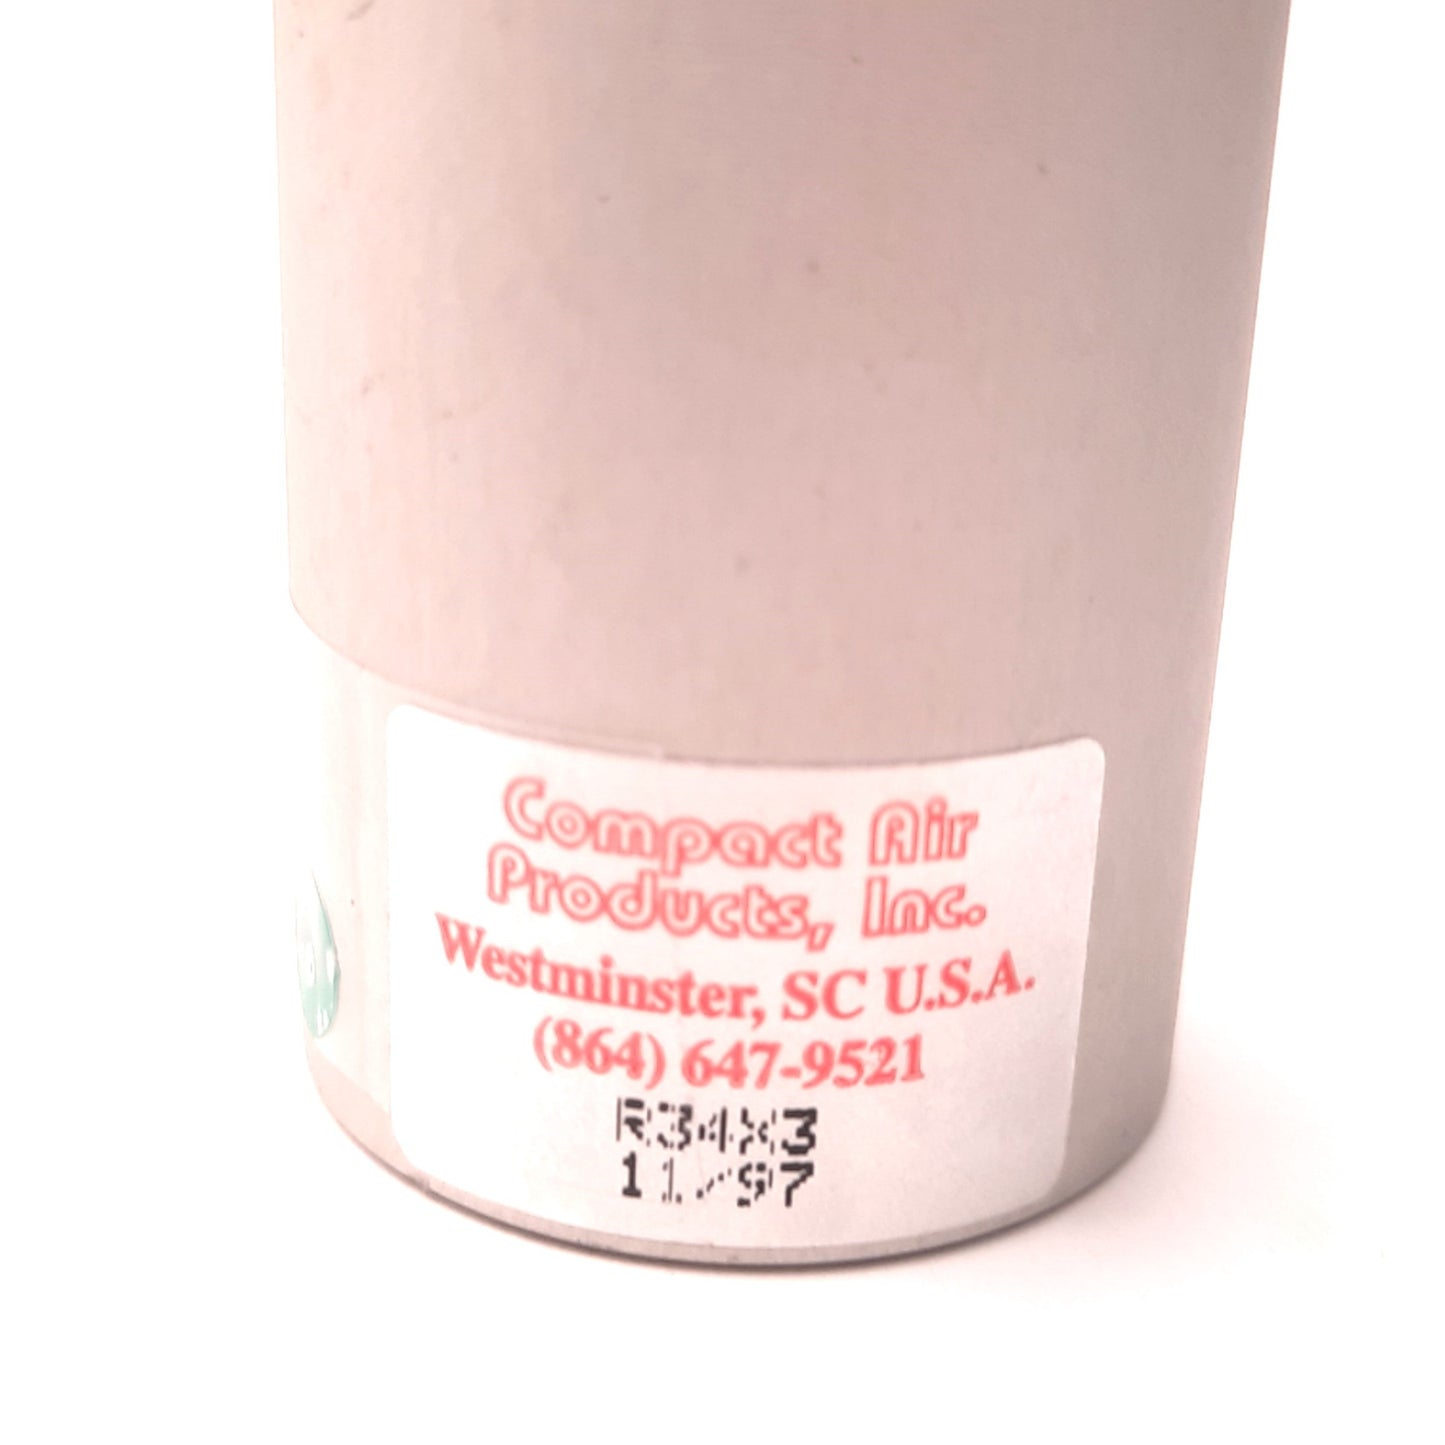 Compact Air
Products, Inc.
Westminster, SC U.S.A.
(864) 647-9521
R34X3
11/97